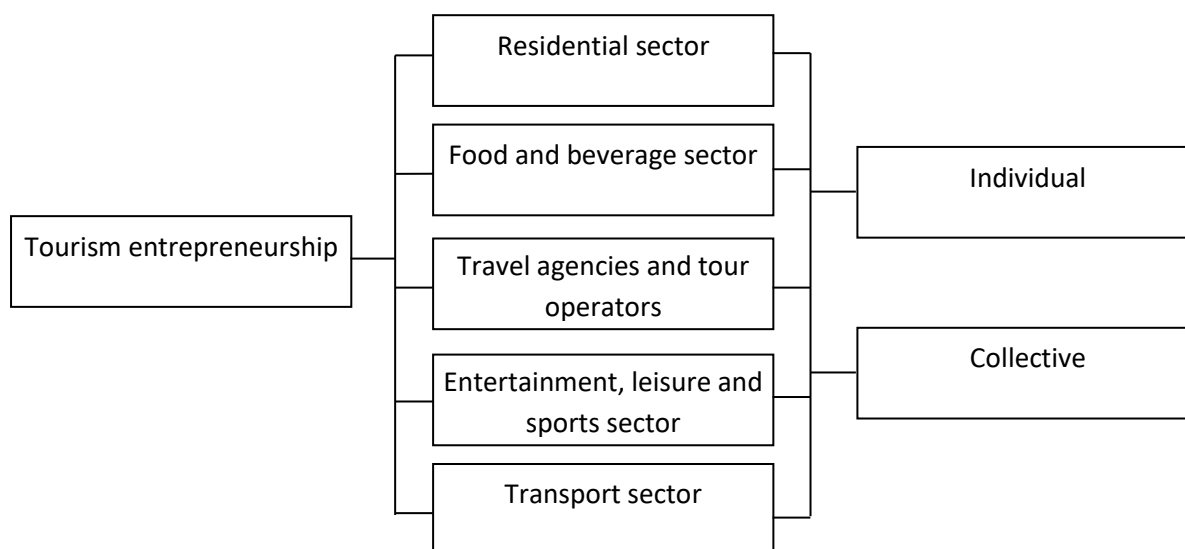 Tourism entrepreneurship
Residential sector
Food and beverage sector
Travel agencies and tour
operators
Entertainment, leisure and
sports sector
Transport sector
Individual
Collective